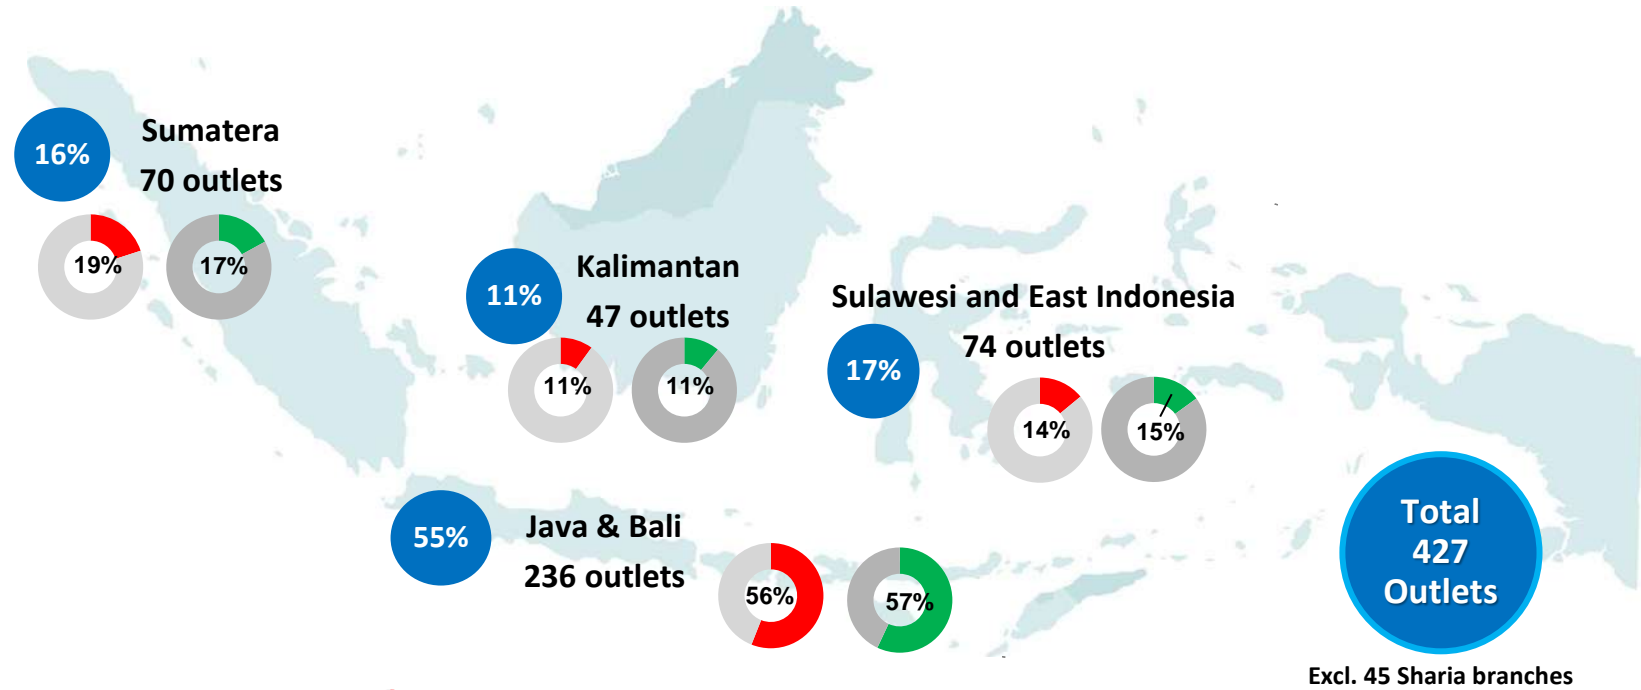 16%
Sumatera
70 outlets
19%
17%
11%
Kalimantan
47 outlets
11%
11%
Sulawesi and East Indonesia
74 outlets
17%
14%
15%
55%
Java & Bali
236 outlets
56%
57%
Total
427
Outlets
Excl. 45 Sharia branches